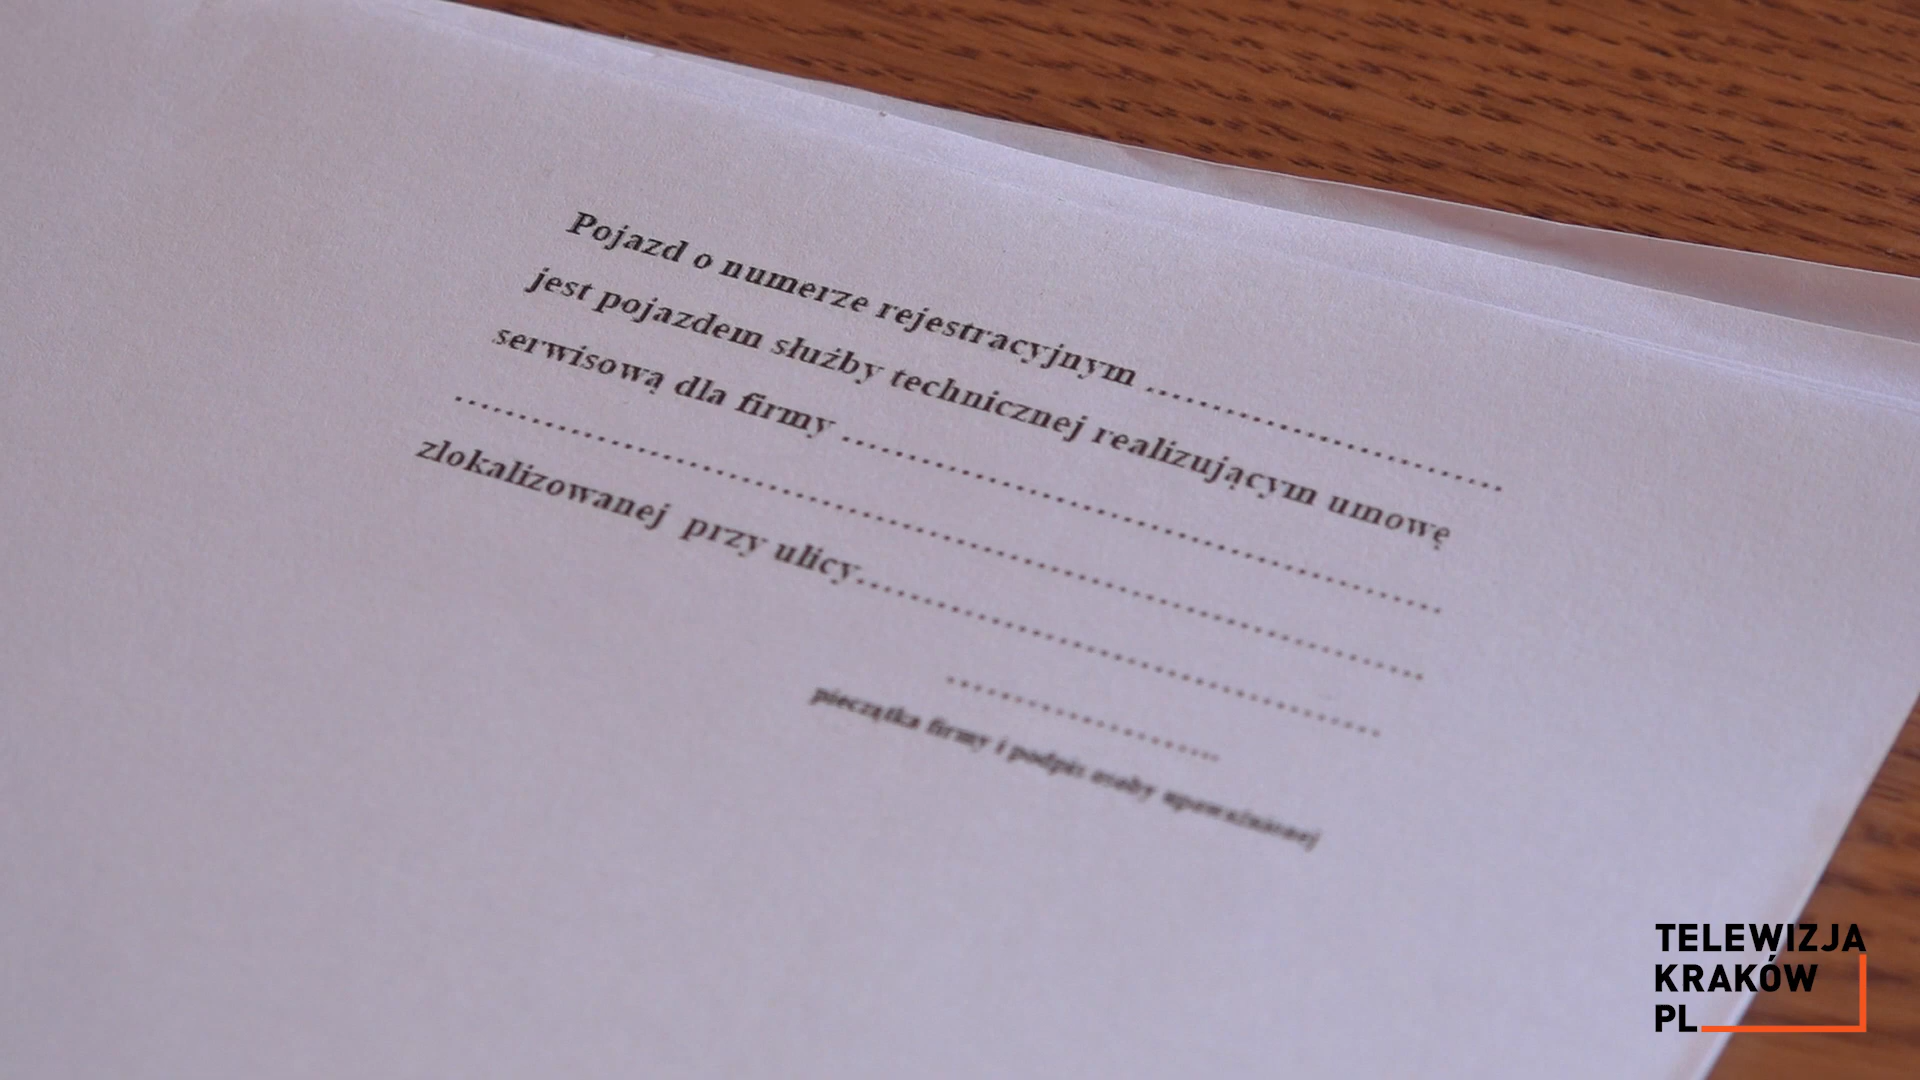 Pojazd o numerze rejestracyjnym ................................
jest pojazdem służby technicznej realizującym umowę
serwisową dla firmy ......................................................
....................................................................................
zlokalizowanej przy ulicy..............................................
........................
pieczątka firmy i podpis osoby upoważnionej
TELEWIZJA
KRAKÓW
PL